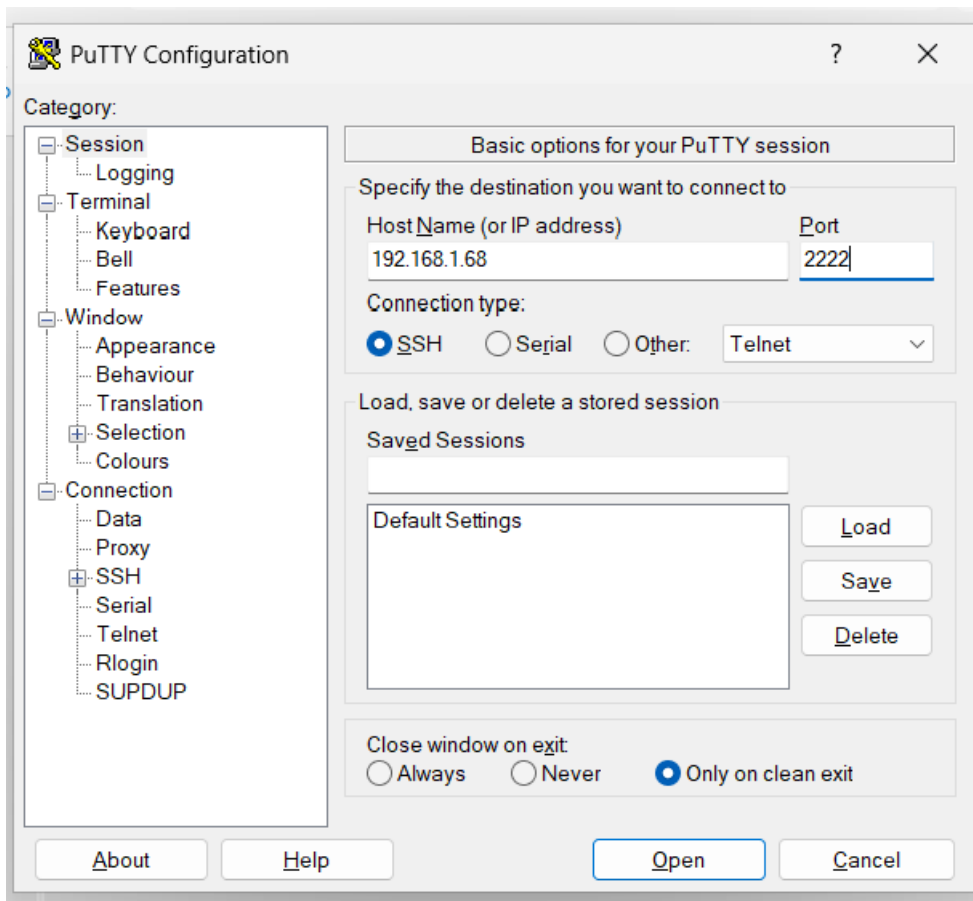 PuTTY Configuration ?
Category:
Session
Logging
Terminal
Keyboard
Bell
Features
Window
Appearance
Behaviour
Translation
Selection
Colours
Connection
Data
Proxy
SSH
Serial
Telnet
Rlogin
SUPDUP
Basic options for your PuTTY session
Specify the destination you want to connect to
Host Name (or IP address) Port
192.168.1.68 2222
Connection type:
SSH Serial Other: Telnet
Load, save or delete a stored session
Saved Sessions
Default Settings
Load
Save
Delete
Close window on exit:
Always Never Only on clean exit
About Help Open Cancel